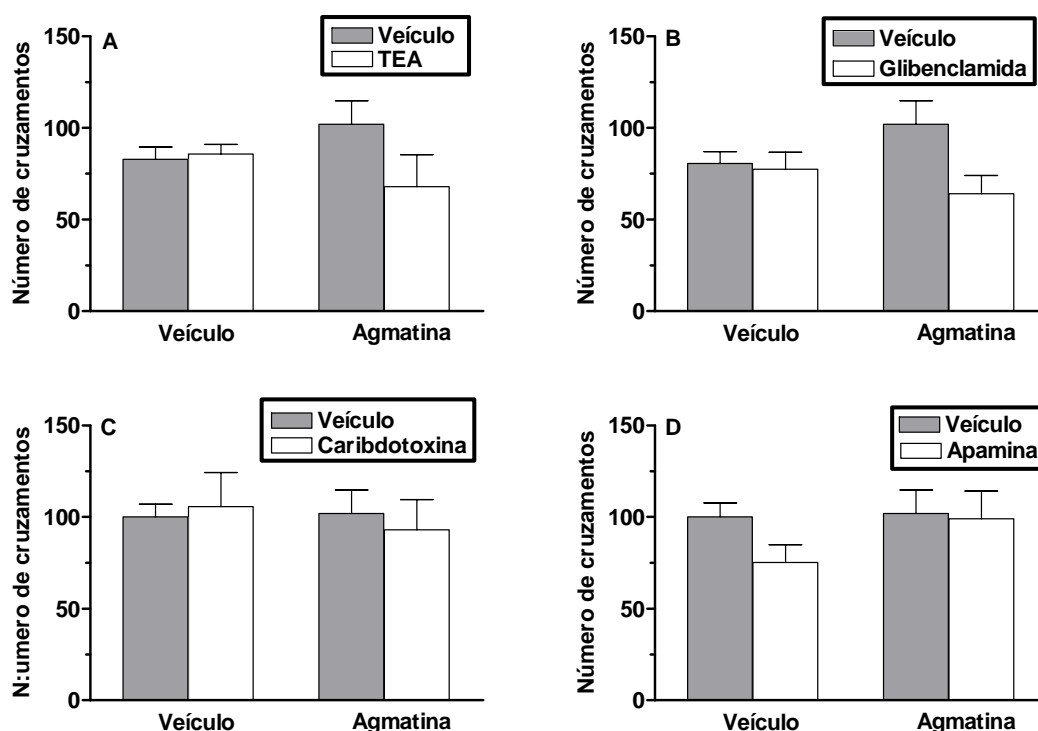 A
Veículo
TEA
Número de cruzamentos
150
100
50
0
Veículo Agmatina
B
Veículo
Glibenclamida
Número de cruzamentos
150
100
50
0
Veículo Agmatina
C
Veículo
Caribdotoxina
N:umero de cruzamentos
150
100
50
0
Veículo Agmatina
D
Veículo
Apamina
Número de cruzamentos
150
100
50
0
Veículo Agmatina